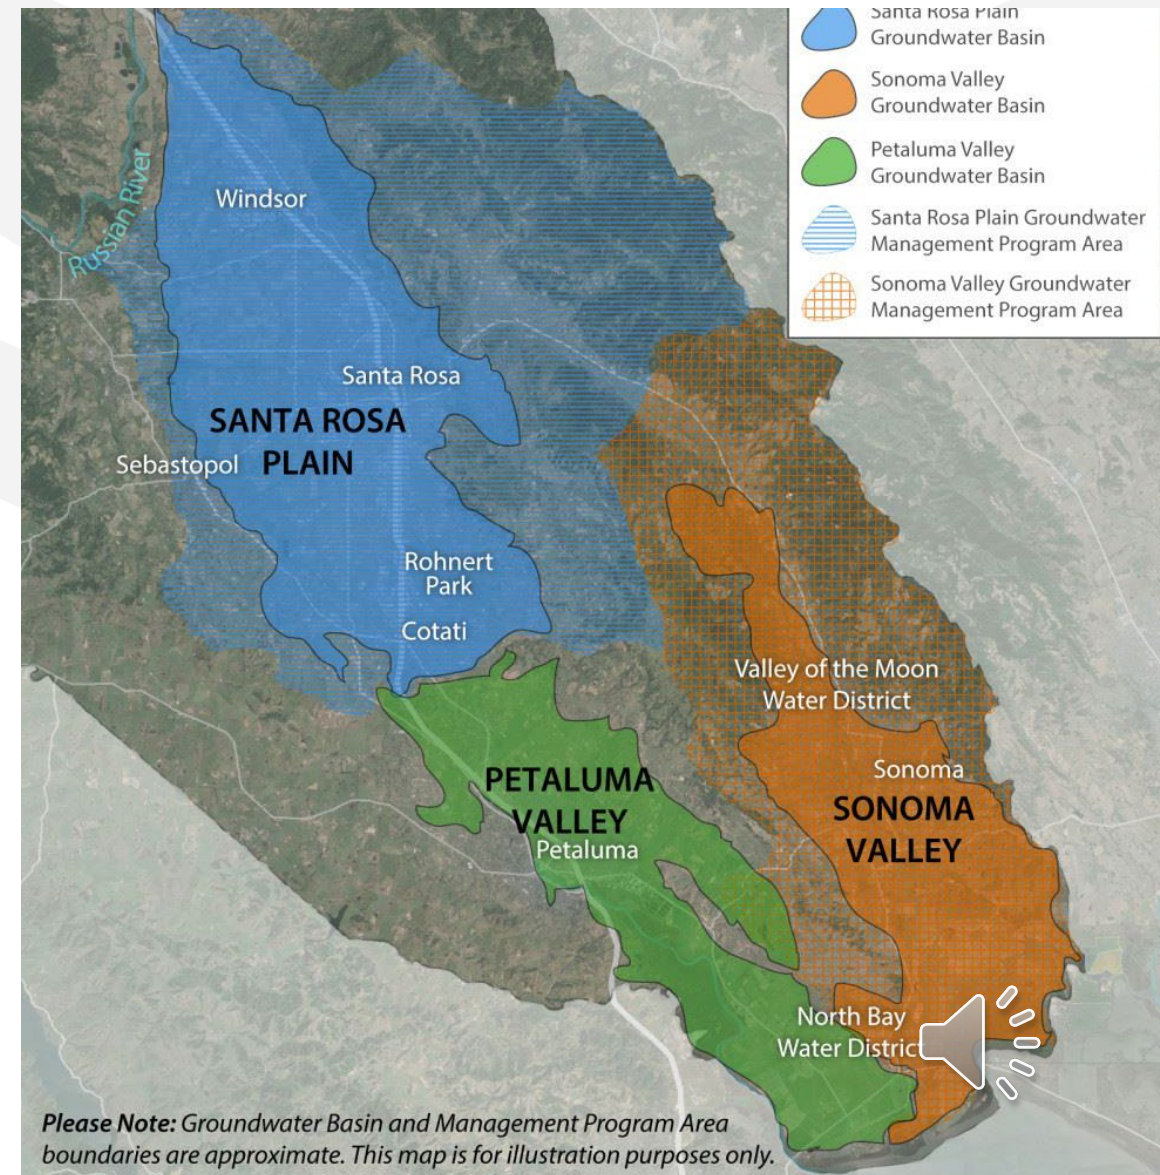 Santa Rosa Plain
Groundwater Basin
Sonoma Valley
Groundwater Basin
Petaluma Valley
Groundwater Basin
Santa Rosa Plain Groundwater
Management Program Area
Sonoma Valley Groundwater
Management Program Area
Russian River
Windsor
Santa Rosa
SANTA ROSA
PLAIN
Sebastopol
Rohnert
Park
Cotati
Valley of the Moon
Water District
PETALUMA
VALLEY
Petaluma
Sonoma
SONOMA
VALLEY
North Bay
Water District
Please Note: Groundwater Basin and Management Program Area
boundaries are approximate. This map is for illustration purposes only.